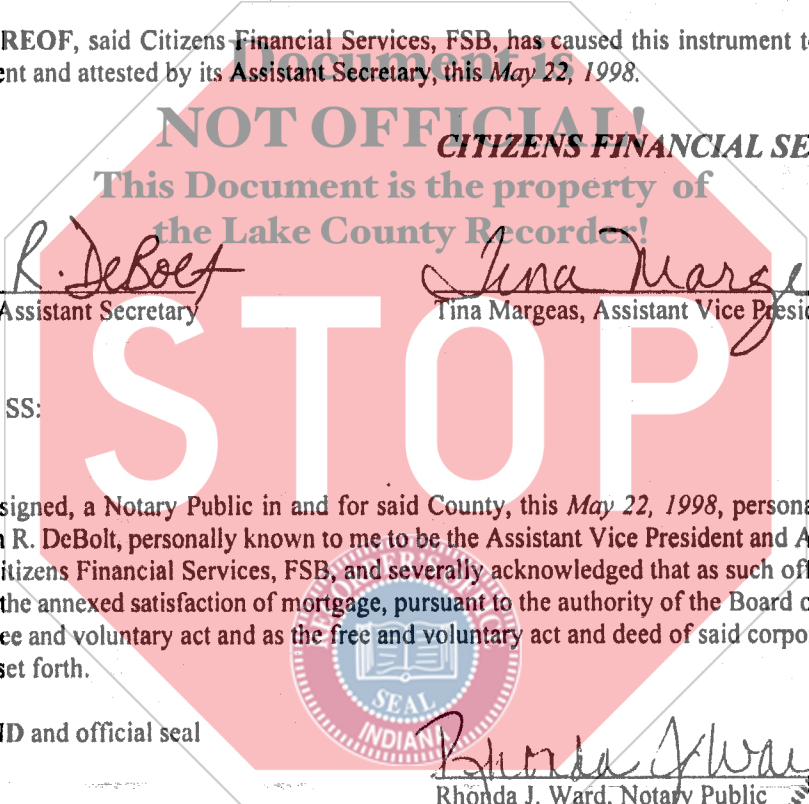 REOF, said Citizens Financial Services, FSB, has caused this instrument t
ent and attested by its Assistant Secretary, this May 22, 1998.
Document is
NOT OFFICIAL!
CITIZENS FINANCIAL SE
This Document is the property of
the Lake County Recorder!
R. DeBolt
Tina Marge
Assistant Secretary
Tina Margeas, Assistant Vice Presid
STOP
SS:
signed, a Notary Public in and for said County, this May 22, 1998, persona
R. DeBolt, personally known to me to be the Assistant Vice President and A
itizens Financial Services, FSB, and severally acknowledged that as such off
the annexed satisfaction of mortgage, pursuant to the authority of the Board o
ee and voluntary act and as the free and voluntary act and deed of said corpo
set forth.
SEAL
INDIANA
ND and official seal
Rhonda J. War
Rhonda J. Ward, Notary Public